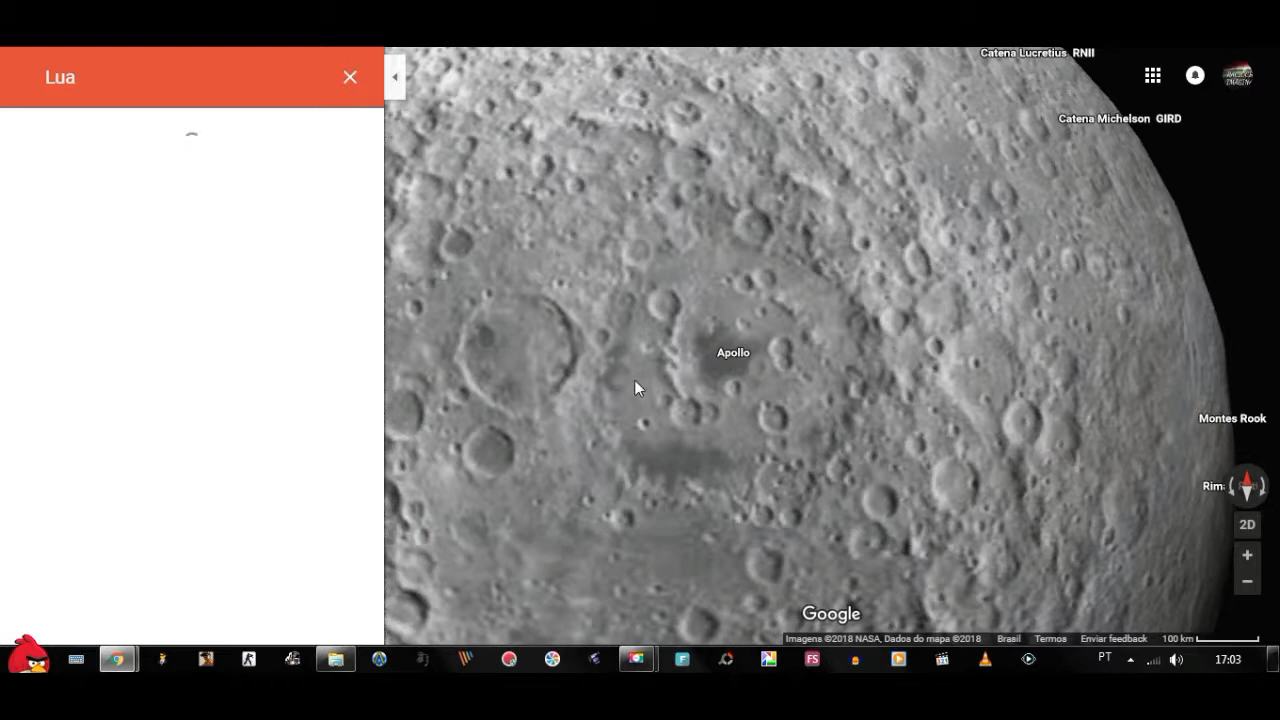 Lua
Catena Lucretius RNII
Catena Michelson GIRD
Apollo
Montes Rook
Rim
2D
Google
Imagens ©2018 NASA, Dados do mapa ©2018
Brasil
Termos
Enviar feedback
100 km
FS
PT
17:03